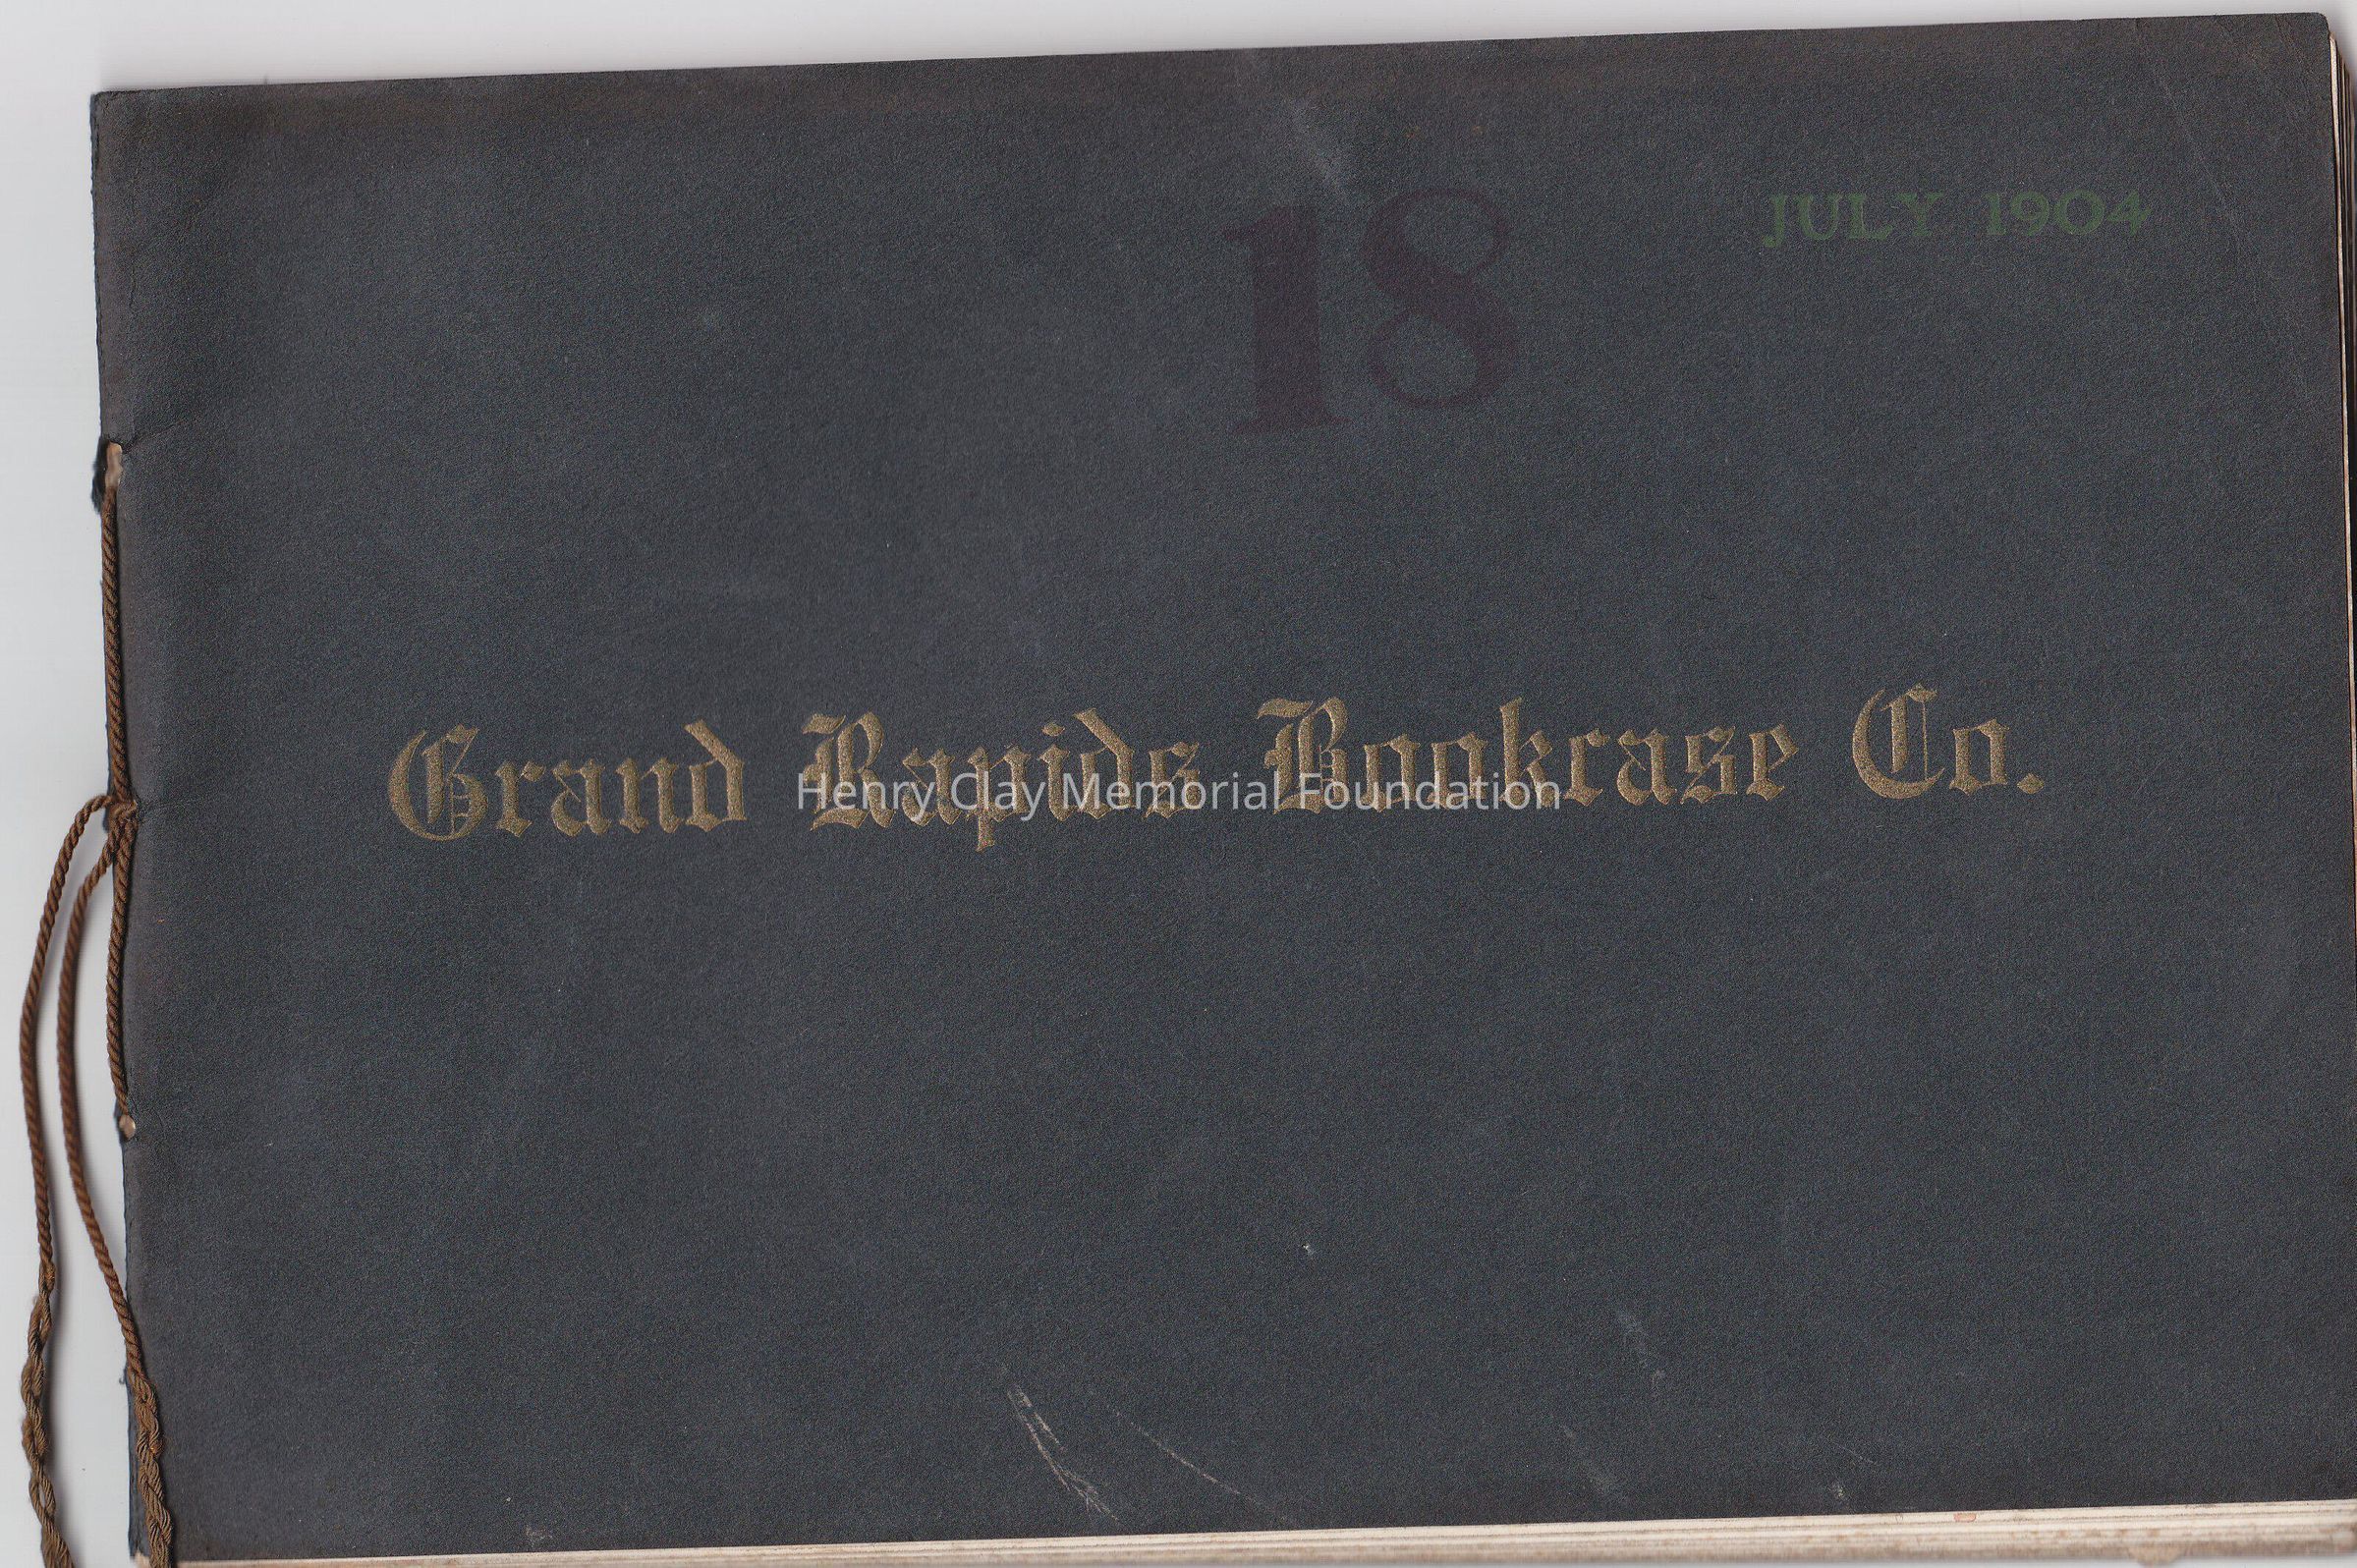 18
JULY 1904
Grand Rapids Bookcase Co.
Henry Clay Memorial Foundation